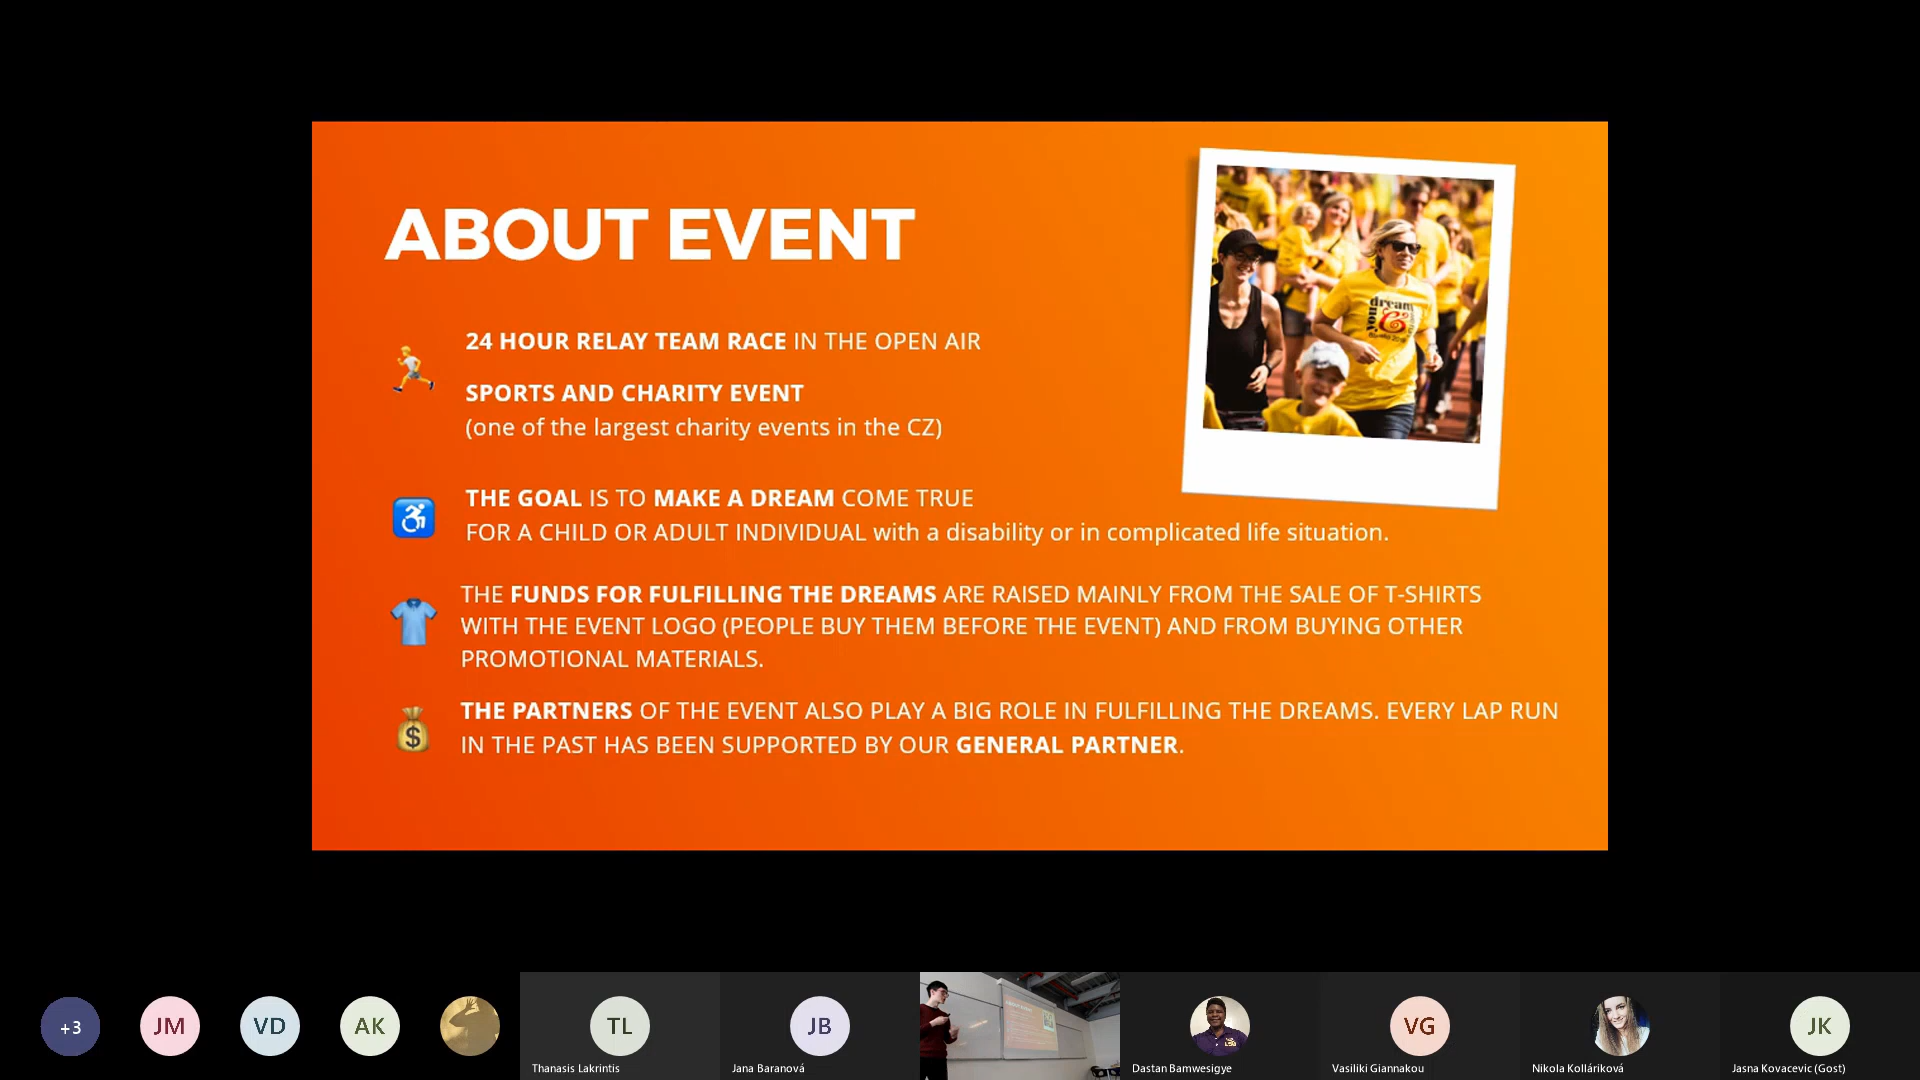 ABOUT EVENT
24 HOUR RELAY TEAM RACE IN THE OPEN AIR
SPORTS AND CHARITY EVENT
(one of the largest charity events in the CZ)
THE GOAL IS TO MAKE A DREAM COME TRUE
FOR A CHILD OR ADULT INDIVIDUAL with a disability or in complicated life situation.
THE FUNDS FOR FULFILLING THE DREAMS ARE RAISED MAINLY FROM THE SALE OF T-SHIRTS
WITH THE EVENT LOGO (PEOPLE BUY THEM BEFORE THE EVENT) AND FROM BUYING OTHER
PROMOTIONAL MATERIALS.
THE PARTNERS OF THE EVENT ALSO PLAY A BIG ROLE IN FULFILLING THE DREAMS. EVERY LAP RUN
IN THE PAST HAS BEEN SUPPORTED BY OUR GENERAL PARTNER.
dream
you
+3
JM
VD
AK
TL
Thanasis Lakrintis
JB
Jana Baranová
Dastan Bamwesigye
VG
Vasiliki Giannakou
Nikola Kolláriková
JK
Jasna Kovacevic (Gost)